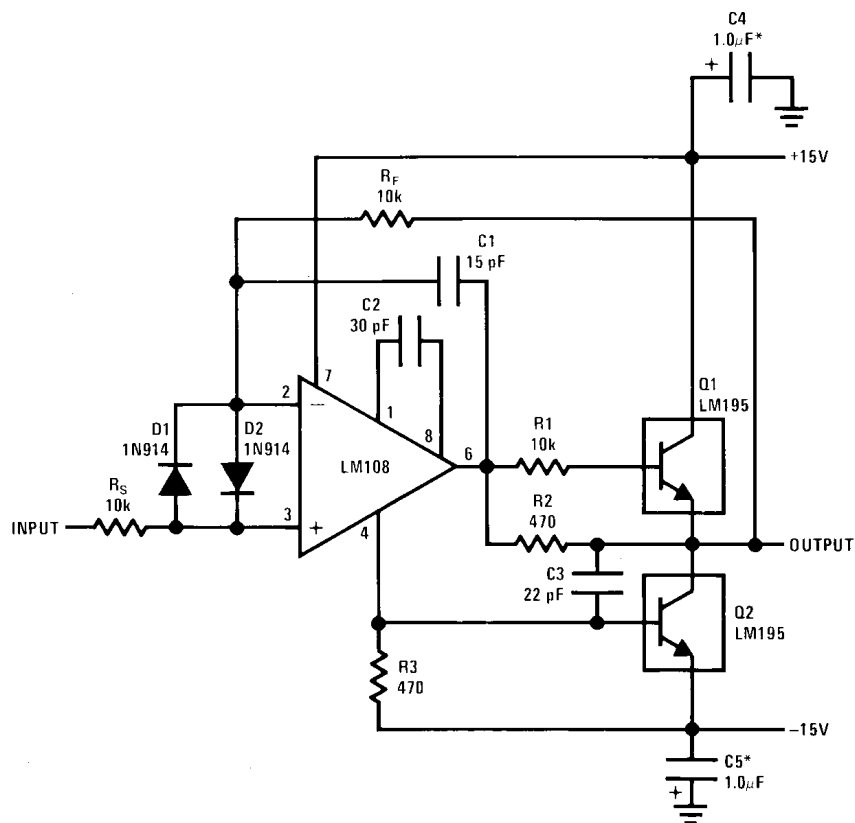 C4
1.0µF*
+
+15V
RF
10k
C1
15 pF
C2
30 pF
7
Q1
LM195
2
−
1
D1
1N914
D2
1N914
8
R1
10k
LM108
6
RS
10k
INPUT
3
+
4
R2
470
OUTPUT
C3
22 pF
Q2
LM195
R3
470
−15V
C5*
1.0µF
+